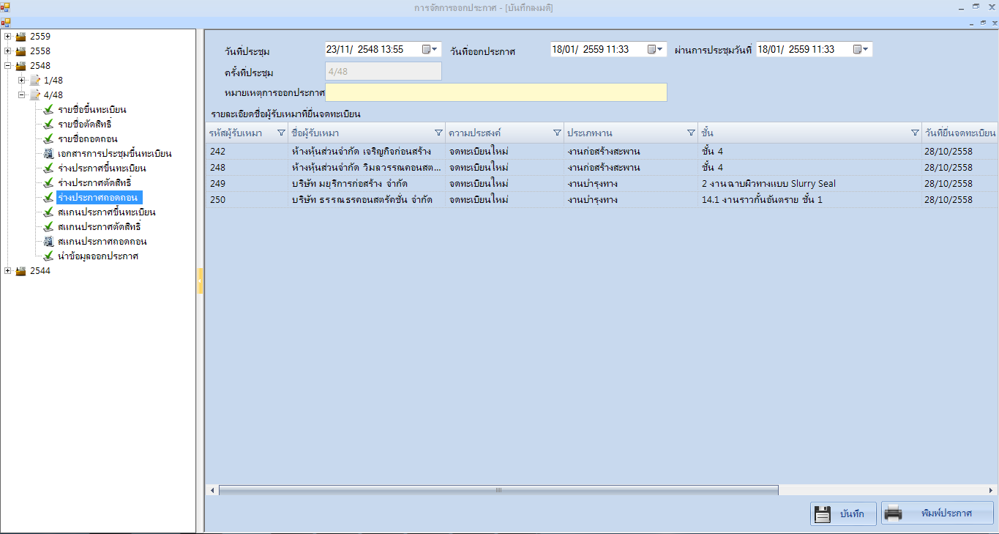 การจัดการออกประกาศ - [บันทึกลงมติ]
2559
2558
2548
1/48
4/48
รายชื่อขึ้นทะเบียน
รายชื่อตัดสิทธิ์
รายชื่อถอดถอน
เอกสารการประชุมขึ้นทะเบียน
ร่างประกาศขึ้นทะเบียน
ร่างประกาศตัดสิทธิ์
ร่างประกาศถอดถอน
สแกนประกาศขึ้นทะเบียน
สแกนประกาศตัดสิทธิ์
สแกนประกาศถอดถอน
นำข้อมูลออกประกาศ
2544
วันที่ประชุม 23/11/ 2548 13:55 วันที่ออกประกาศ 18/01/ 2559 11:33 ผ่านการประชุมวันที่ 18/01/ 2559 11:33
ครั้งที่ประชุม 4/48
หมายเหตุการออกประกาศ
รายละเอียดชื่อผู้รับเหมาที่ยื่นจดทะเบียน
รหัสผู้รับเหมา ชื่อผู้รับเหมา ความประสงค์ ประเภทงาน ชั้น วันที่ยื่นจดทะเบียน
242 ห้างหุ้นส่วนจำกัด เจริญกิจก่อนสร้าง จดทะเบียนใหม่ งานก่อสร้างสะพาน ชั้น 4 28/10/2558
248 ห้างหุ้นส่วนจำกัด วิมลวรรณคอนสต... จดทะเบียนใหม่ งานก่อสร้างสะพาน ชั้น 4 28/10/2558
249 บริษัท มยุริการก่อสร้าง จำกัด จดทะเบียนใหม่ งานบำรุงทาง 2 งานฉาบผิวทางแบบ Slurry Seal 28/10/2558
250 บริษัท ธรรณธรคอนสตรัคชั่น จำกัด จดทะเบียนใหม่ งานบำรุงทาง 14.1 งานราวกั้นอันตราย ชั้น 1 28/10/2558
บันทึก พิมพ์ประกาศ